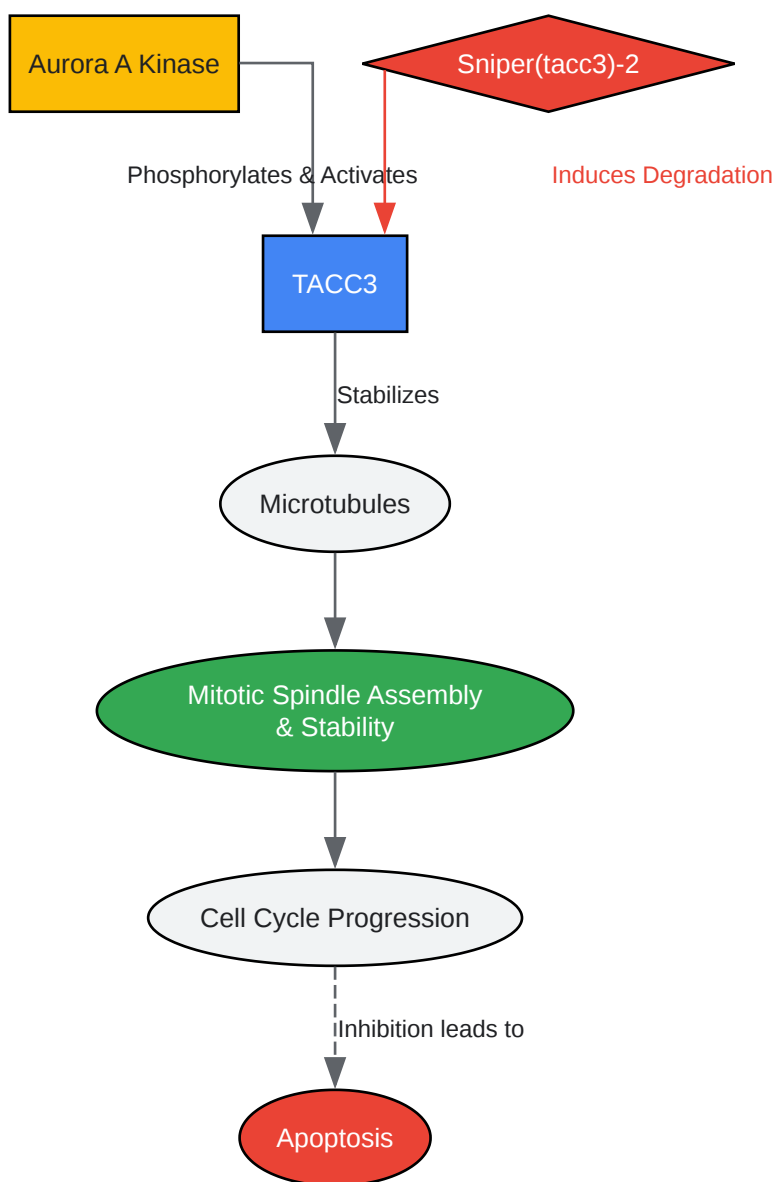 Aurora A Kinase
Sniper(tacc3)-2
Phosphorylates & Activates
Induces Degradation
TACC3
Stabilizes
Microtubules
Mitotic Spindle Assembly
& Stability
Cell Cycle Progression
Inhibition leads to
Apoptosis